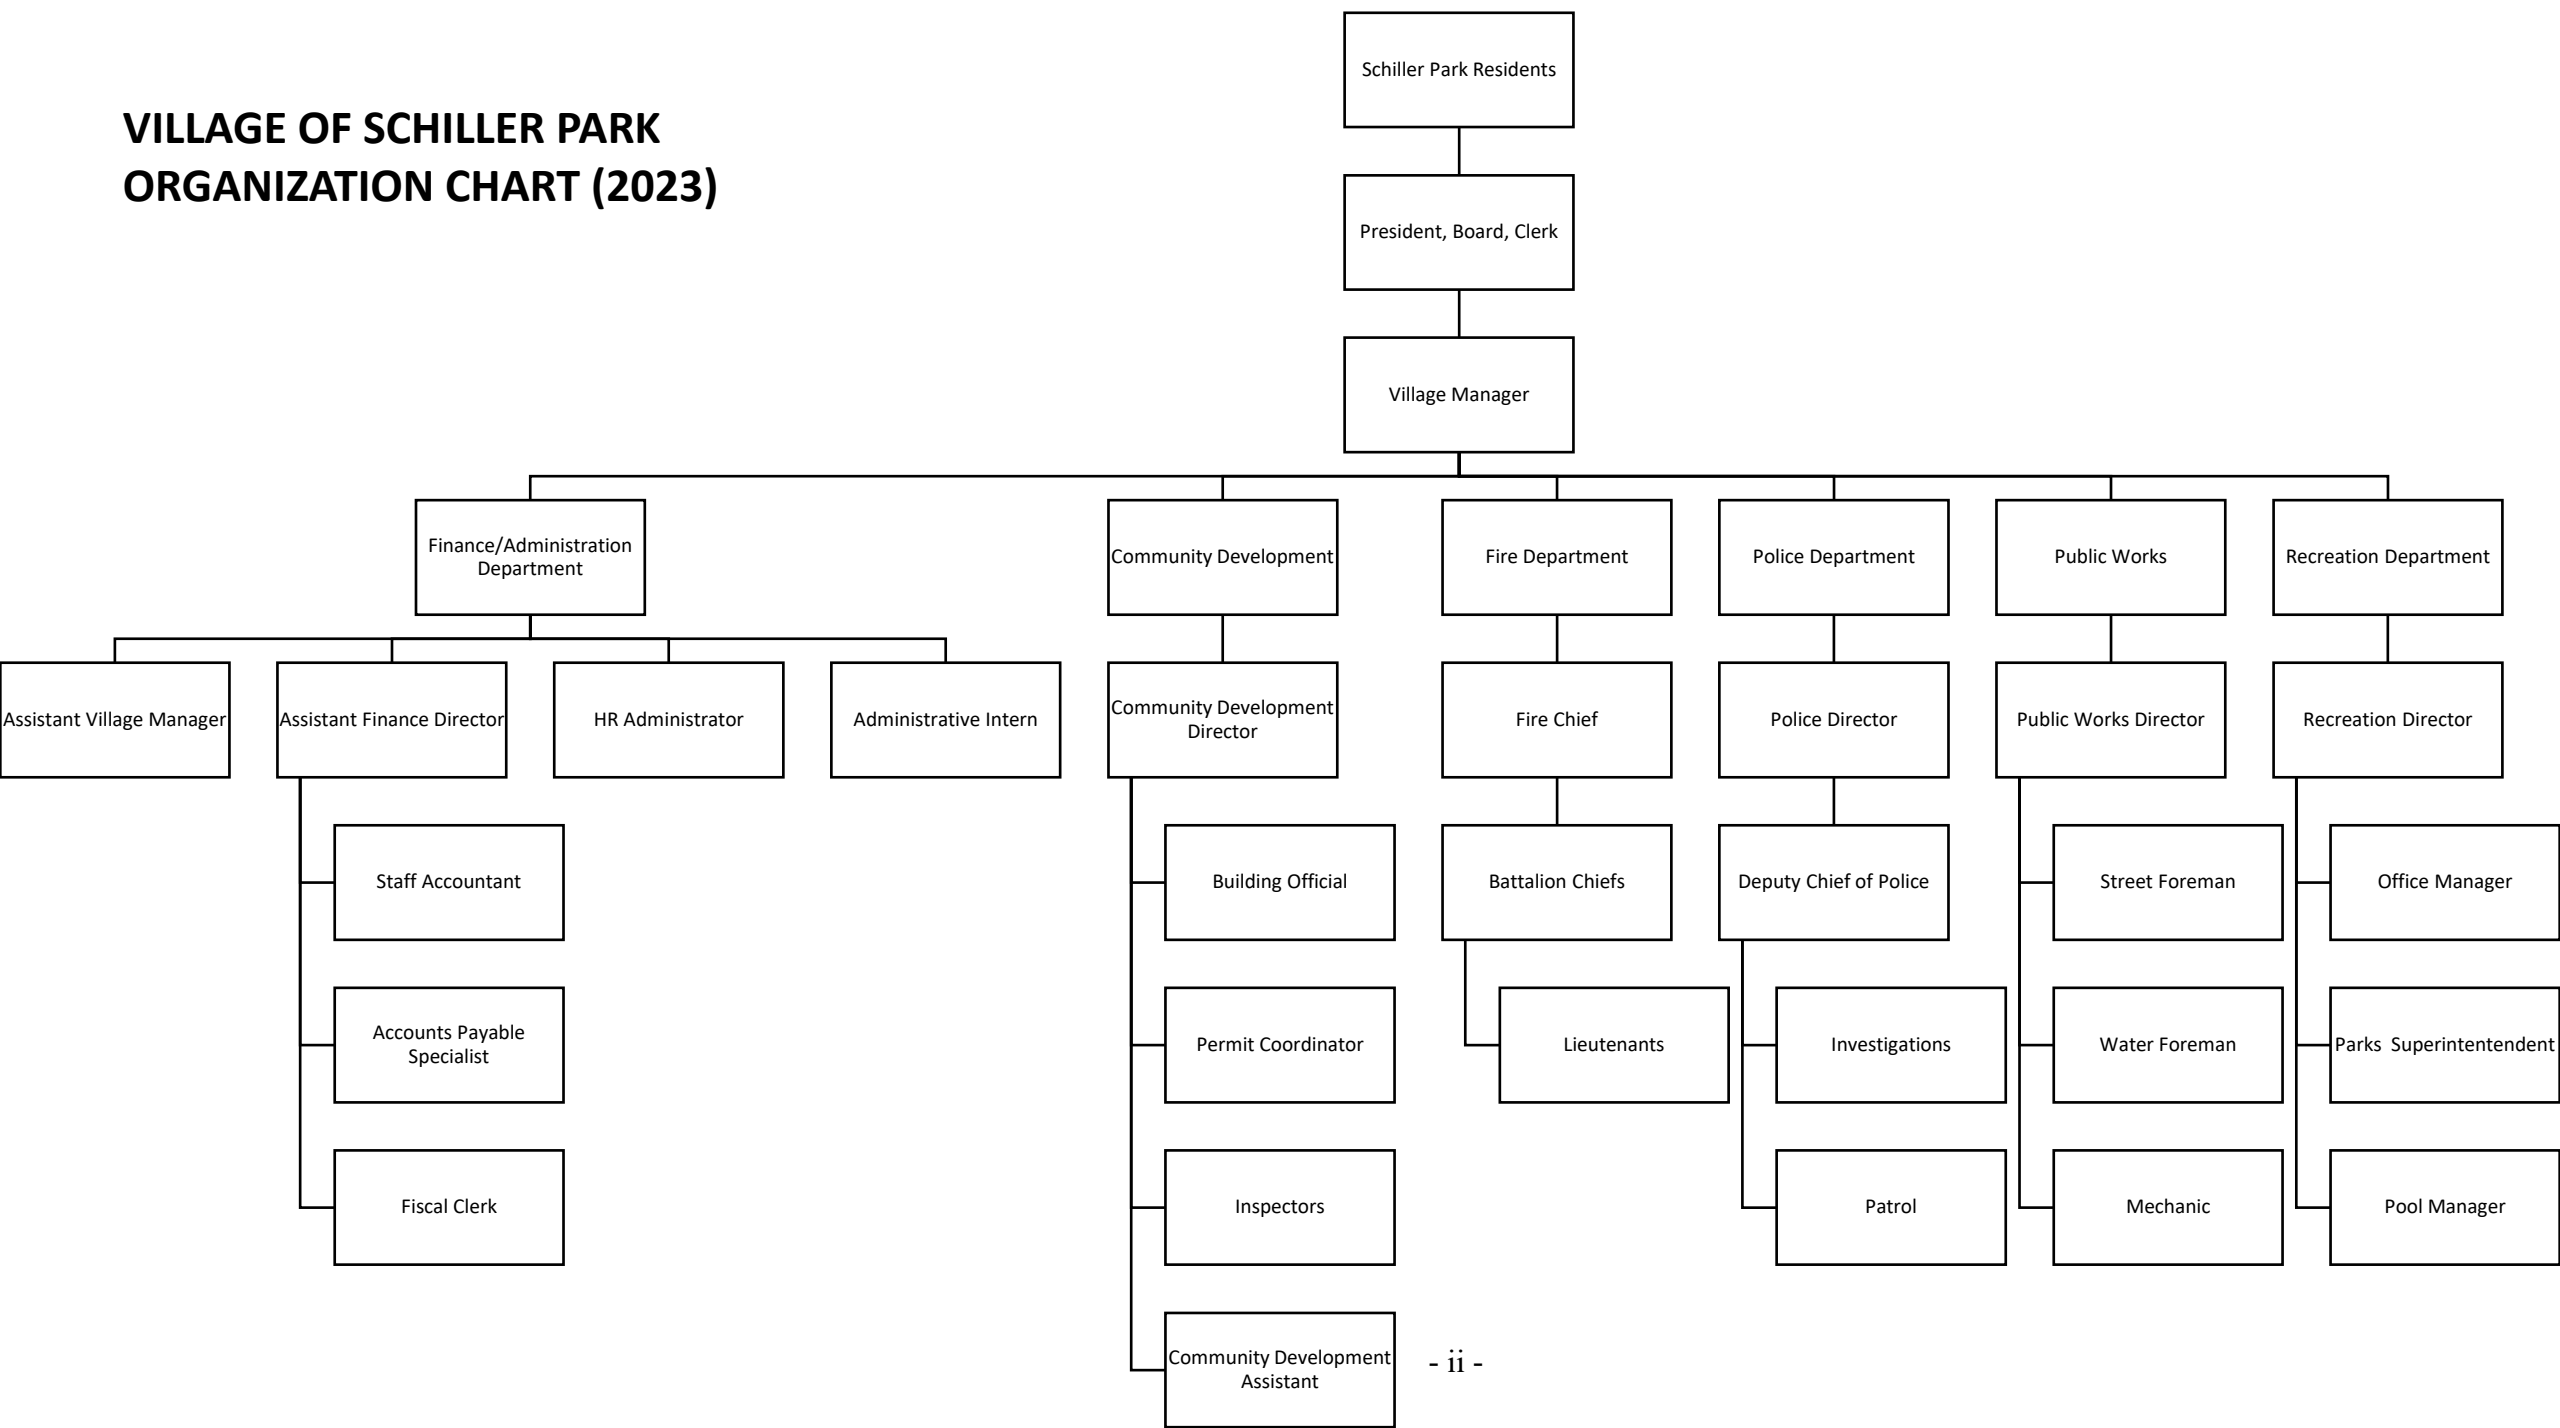 Schiller Park Residents
VILLAGE OF SCHILLER PARK
ORGANIZATION CHART (2023)
President, Board, Clerk
Village Manager
Finance/Administration
Department
Community Development
Fire Department
Police Department
Public Works
Recreation Department
Assistant Village Manager
Assistant Finance Director
HR Administrator
Administrative Intern
Community Development
Director
Fire Chief
Police Director
Public Works Director
Recreation Director
Staff Accountant
Building Official
Battalion Chiefs
Deputy Chief of Police
Street Foreman
Office Manager
Accounts Payable
Specialist
Permit Coordinator
Lieutenants
Investigations
Water Foreman
Parks  Superintentendent
Fiscal Clerk
Inspectors
Patrol
Mechanic
Pool Manager
Community Development
Assistant
- ii -